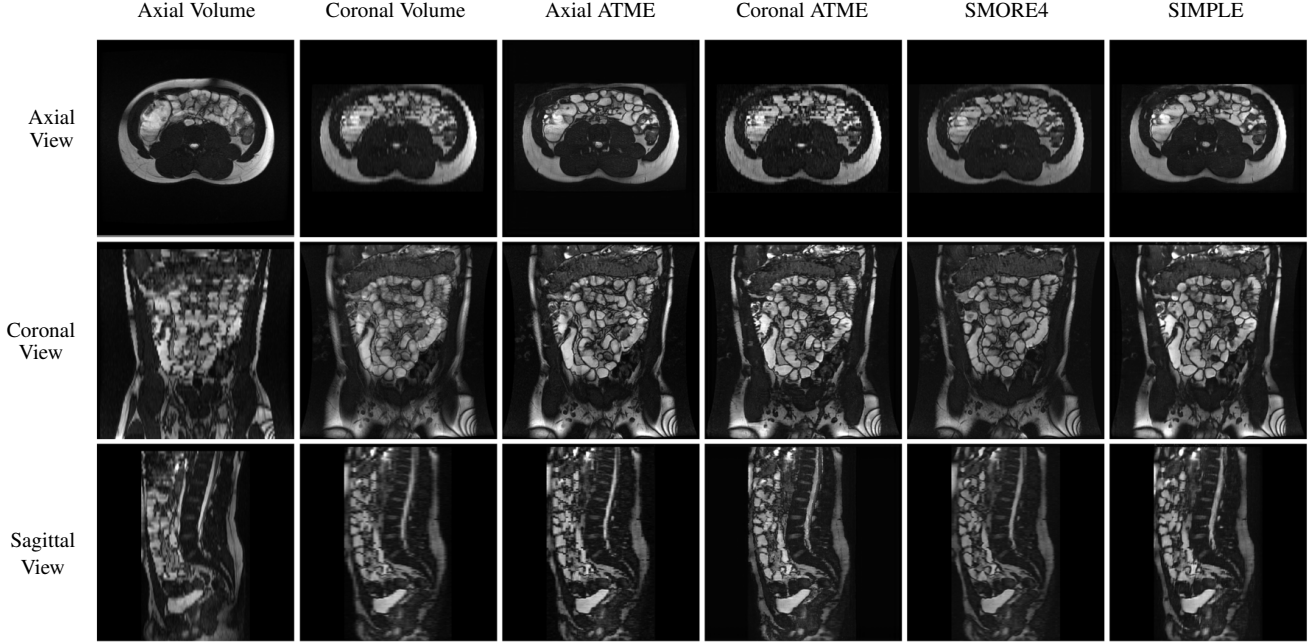 Axial Volume
Coronal Volume
Axial ATME
Coronal ATME
SMORE4
SIMPLE
Axial
View
Coronal
View
Sagittal
View